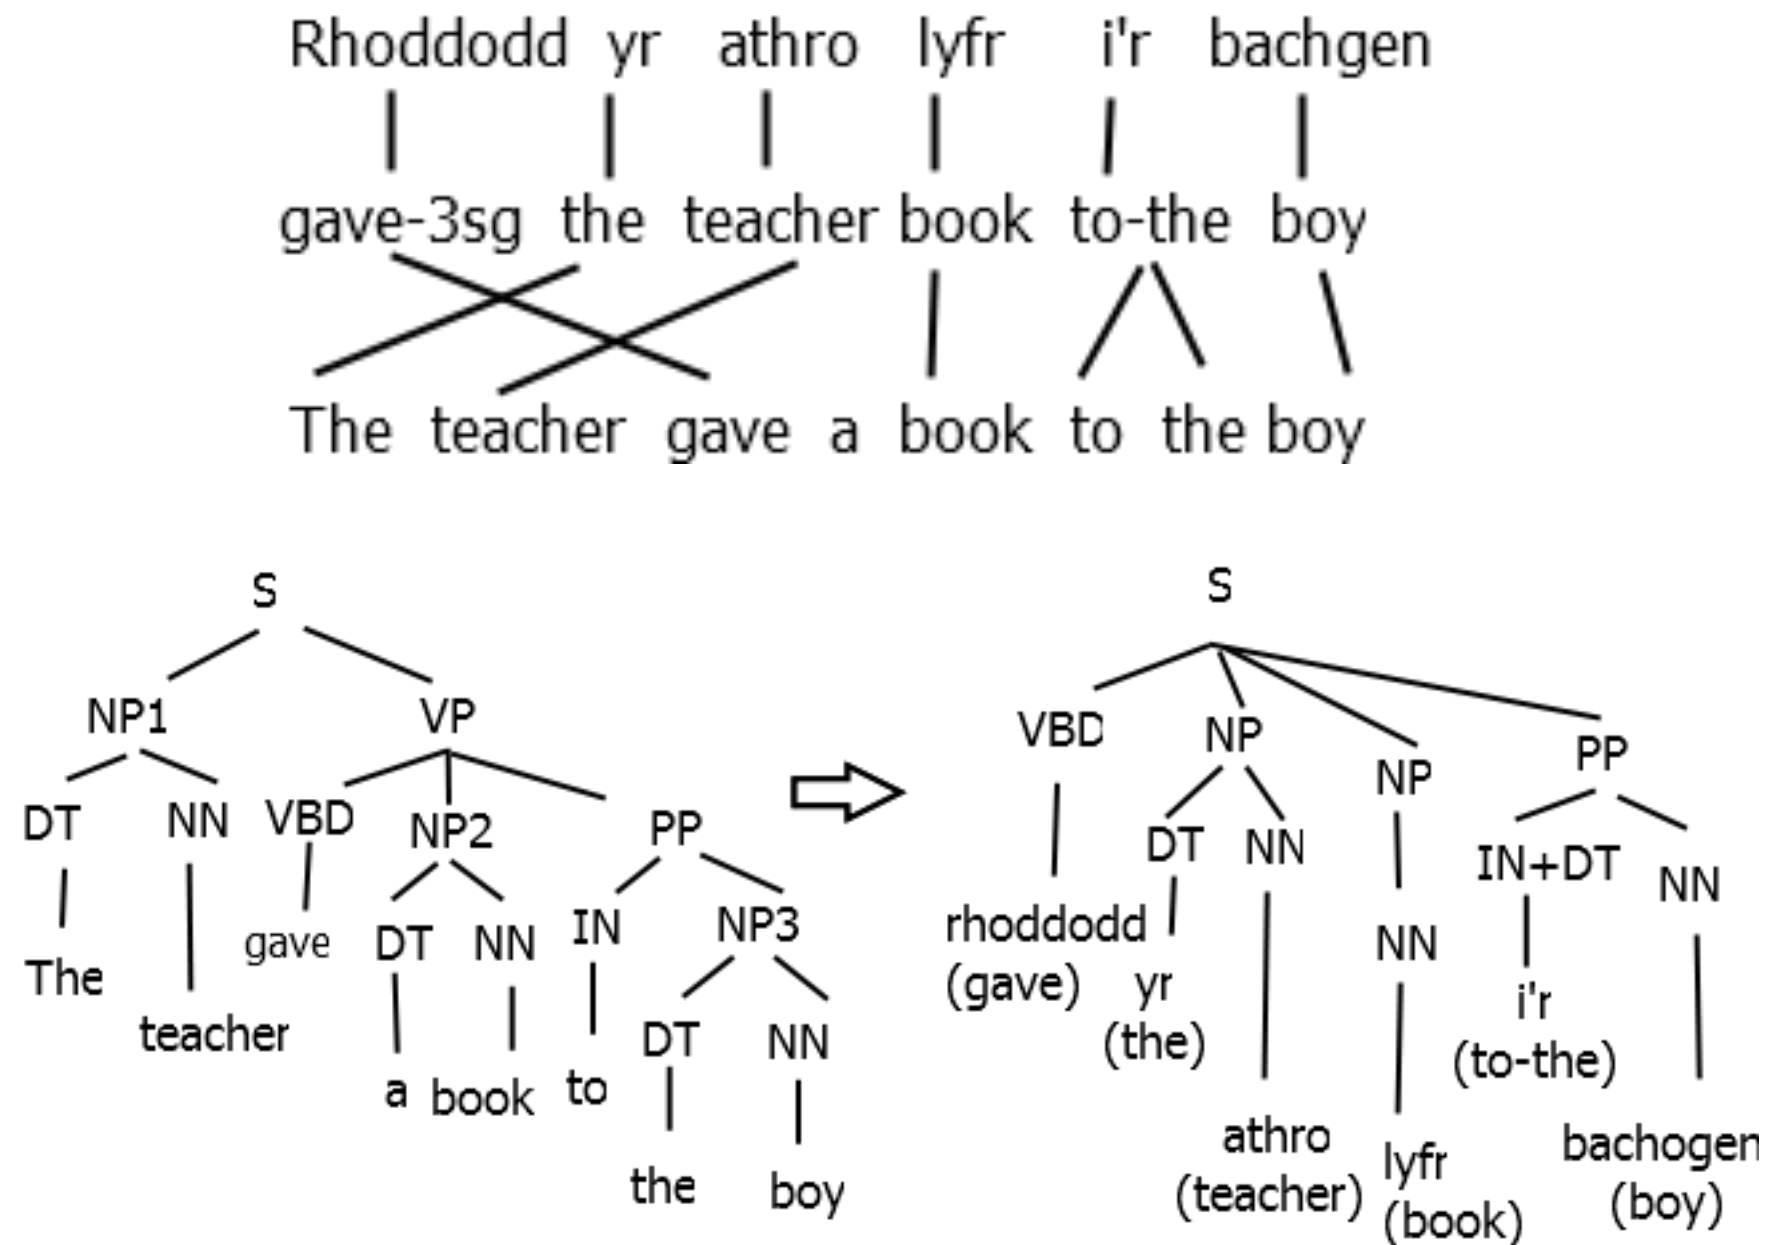 Rhoddodd yr athro lyfr i'r bachgen
gave-3sg the teacher book to-the boy
The teacher gave a book to the boy
S
NP1 VP
DT NN VBD NP2 PP
The teacher gave DT NN IN NP3
a book to DT NN
the boy
S
VBD NP NP PP
DT NN NN IN+DT NN
rhoddodd
(gave)
yr
(the)
athro
(teacher)
lyfr
(book)
i'r
(to-the)
bachogen
(boy)